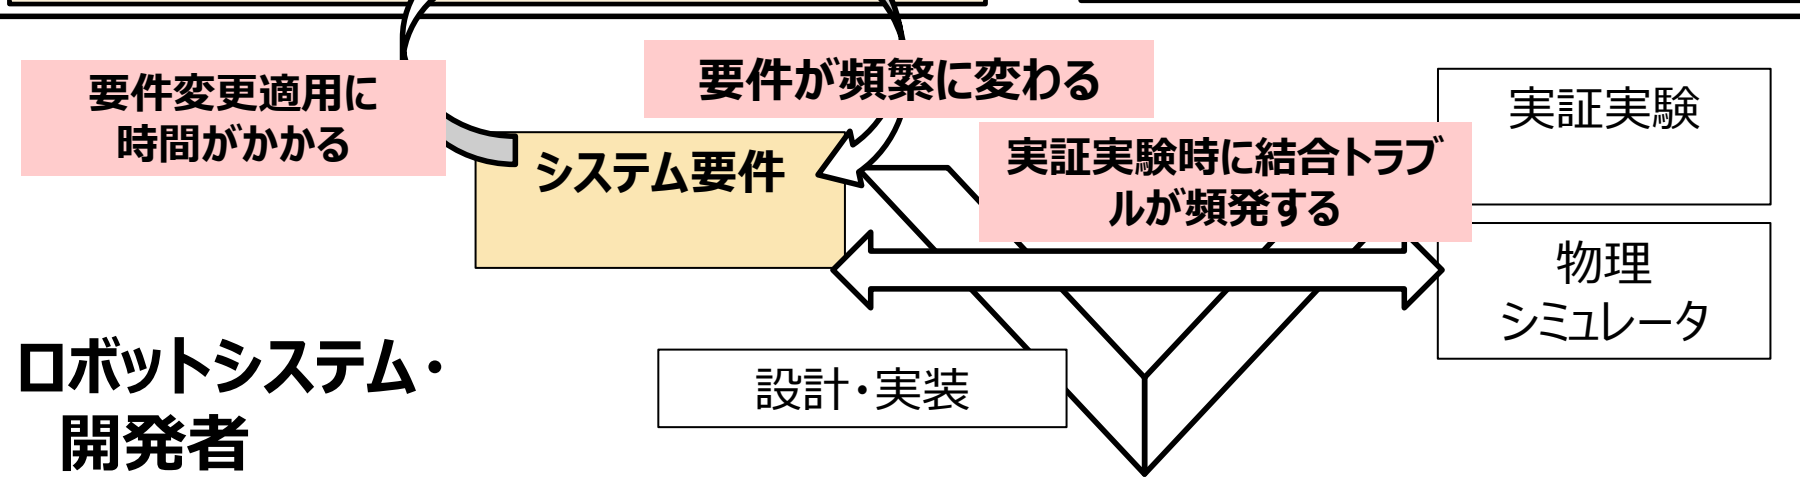 要件変更適用に
時間がかかる
要件が頻繁に変わる
実証実験
システム要件
実証実験時に結合トラブ
ルが頻発する
物理
シミュレータ
ロボットシステム・
開発者
設計・実装